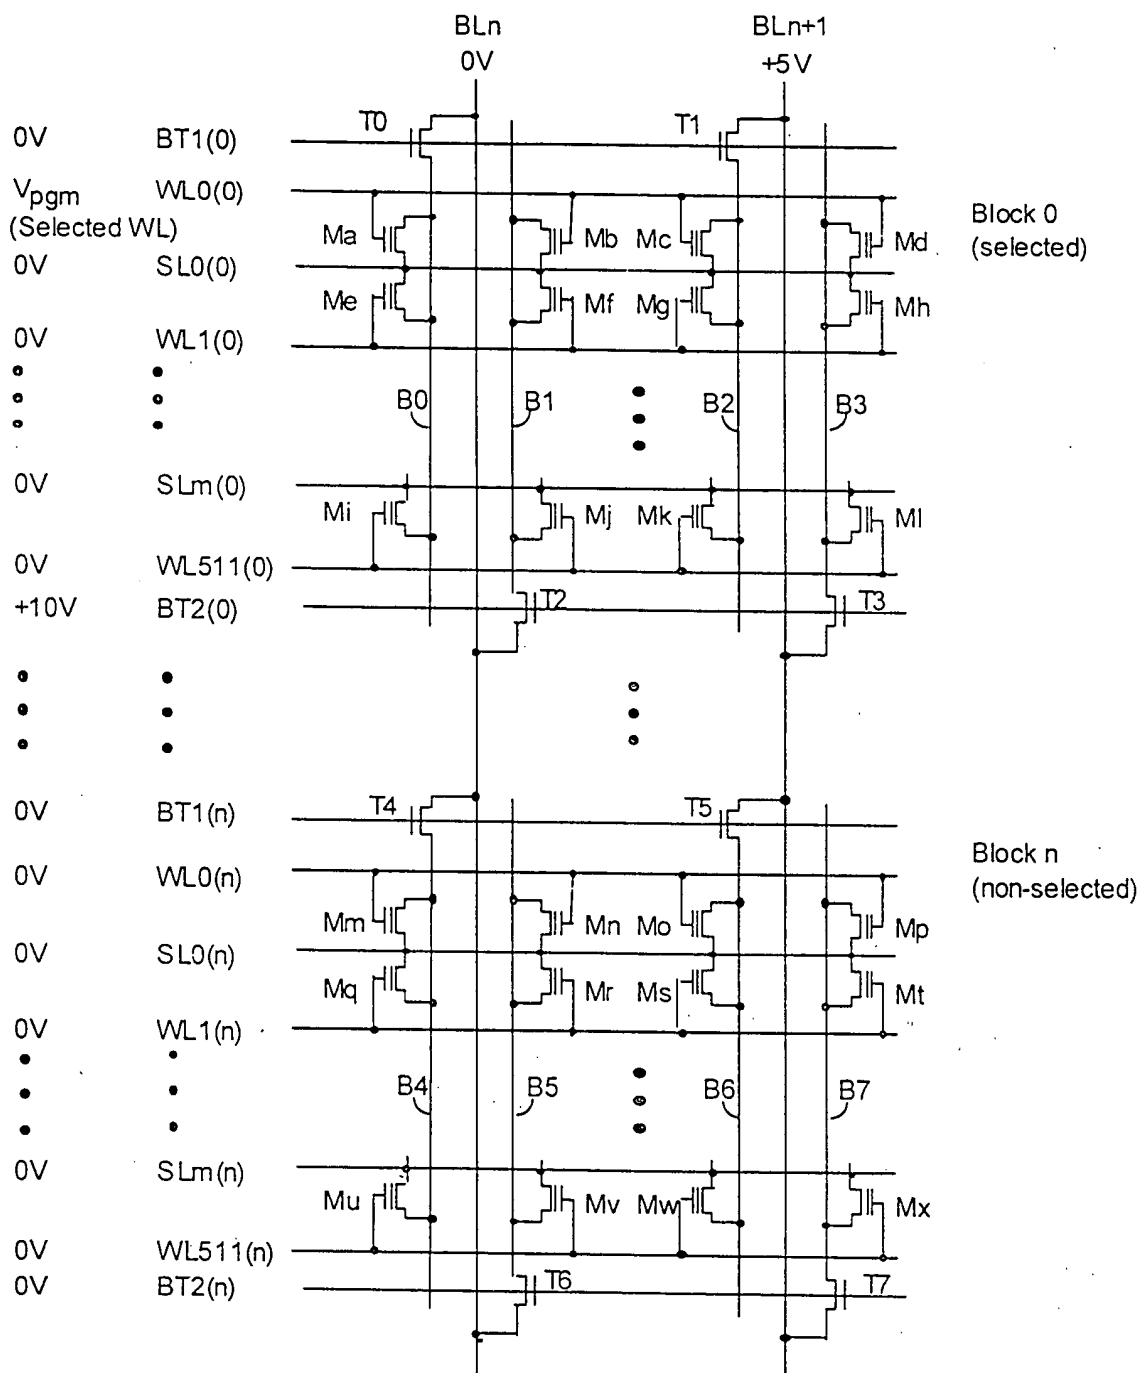 BLn BLn+1
0V +5V
0V BT1(0) T0 T1
Vpgm WL0(0)
(Selected WL) Ma Mb Mc Md
Block 0
(selected)
0V SL0(0)
Me Mf Mg Mh
0V WL1(0)
B0 B1 B2 B3
0V SLm(0)
Mi Mj Mk Ml
0V WL511(0)
+10V BT2(0) T2 T3
0V BT1(n) T4 T5
0V WL0(n)
Block n
(non-selected)
Mm Mn Mo Mp
0V SL0(n)
Mq Mr Ms Mt
0V WL1(n)
B4 B5 B6 B7
0V SLm(n)
Mu Mv Mw Mx
0V WL511(n)
0V BT2(n) T6 T7